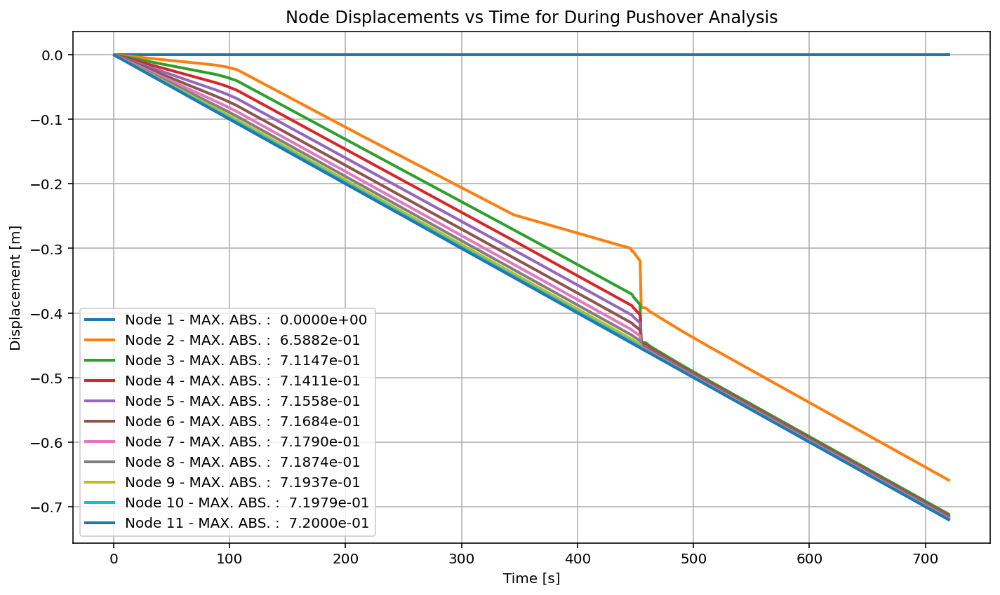 Node Displacements vs Time for During Pushover Analysis
Displacement [m]
0.0
−0.1
−0.2
−0.3
−0.4
−0.5
−0.6
−0.7
Node 1 - MAX. ABS. :  0.0000e+00
Node 2 - MAX. ABS. :  6.5882e-01
Node 3 - MAX. ABS. :  7.1147e-01
Node 4 - MAX. ABS. :  7.1411e-01
Node 5 - MAX. ABS. :  7.1558e-01
Node 6 - MAX. ABS. :  7.1684e-01
Node 7 - MAX. ABS. :  7.1790e-01
Node 8 - MAX. ABS. :  7.1874e-01
Node 9 - MAX. ABS. :  7.1937e-01
Node 10 - MAX. ABS. :  7.1979e-01
Node 11 - MAX. ABS. :  7.2000e-01
0 100 200 300 400 500 600 700
Time [s]